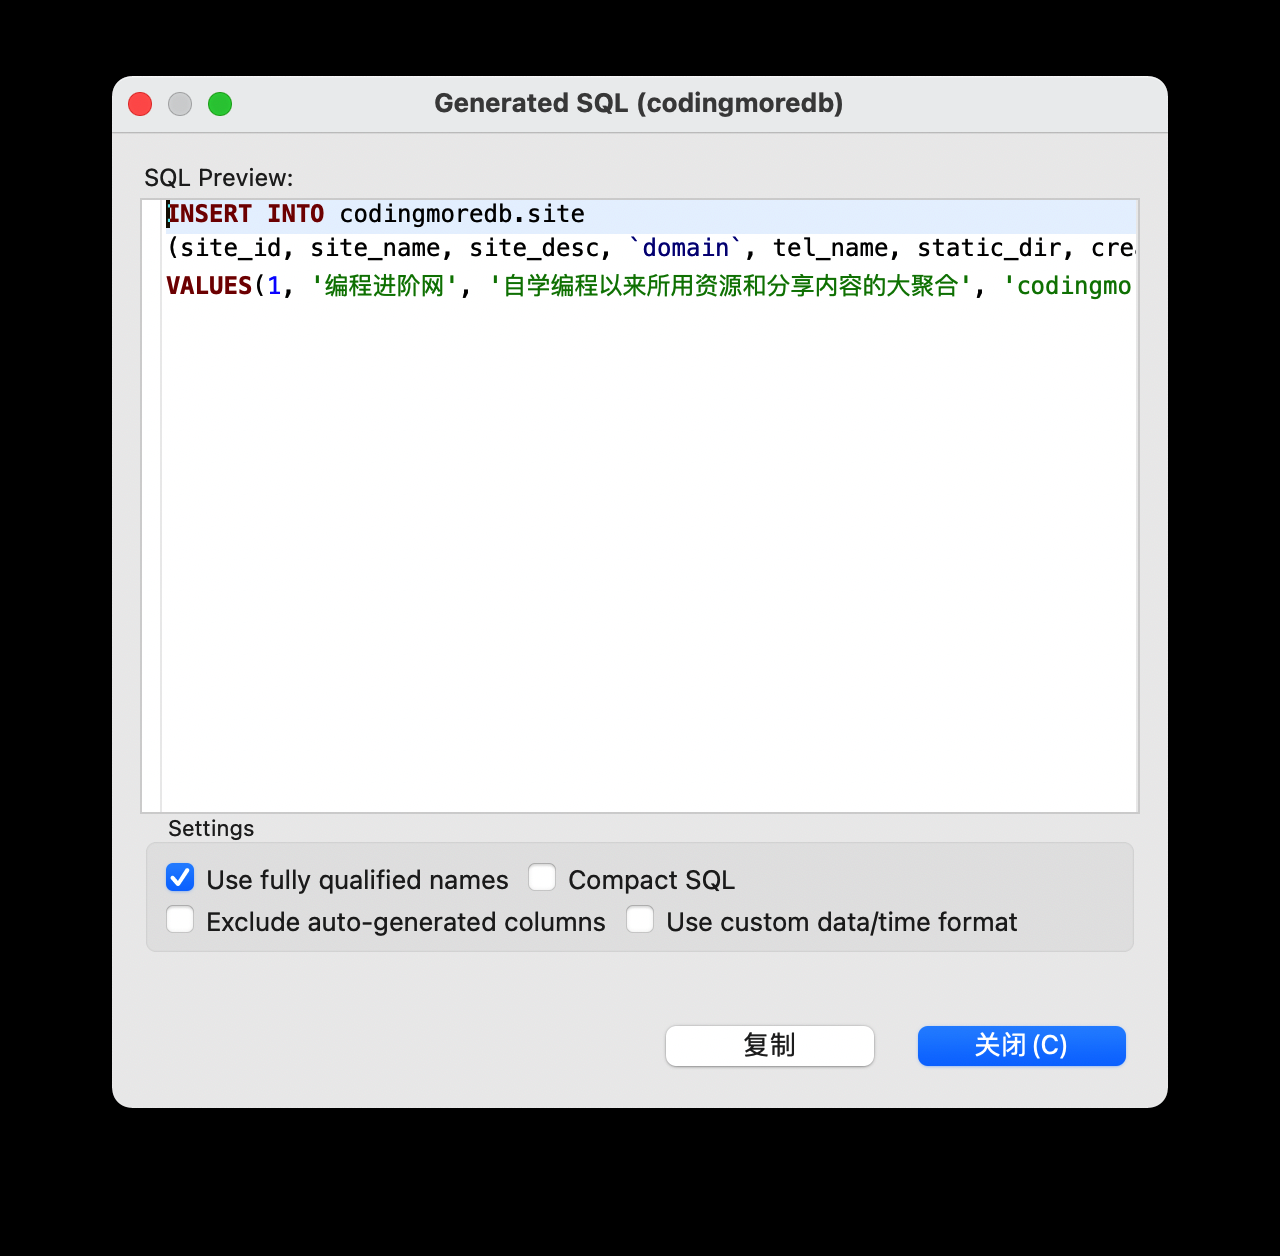 Generated SQL (codingmoredb)
SQL Preview:
INSERT INTO codingmoredb.site
(site_id, site_name, site_desc, `domain`, tel_name, static_dir, crea
VALUES(1, '编程进阶网', '自学编程以来所用资源和分享内容的大聚合', 'codingmo
Settings
Use fully qualified names Compact SQL
Exclude auto-generated columns Use custom data/time format
复制 关闭(C)